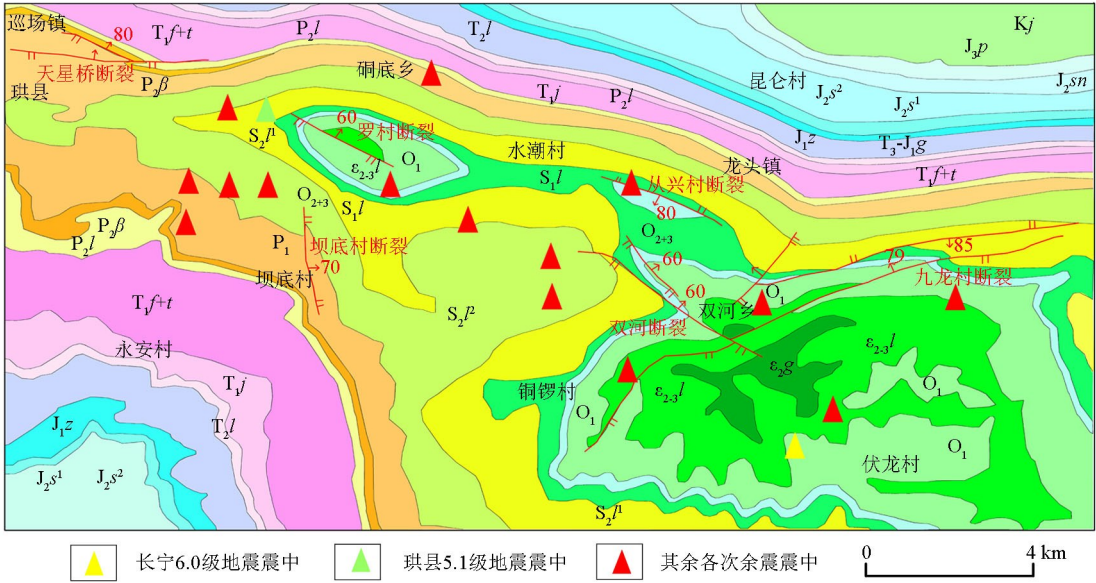 巡场镇
80
天星桥断裂
珙县
T₁f+t
P₂l
T₂l
Kj
J₃p
硐底乡
昆仑村
J₂sn
J₂s²
J₂s¹
P₂β
T₁j
P₂l
J₁z
T₃-J₁g
S₂l¹
60
罗村断裂
O₁
ε₂₋₃l
水潮村
龙头镇
T₁f+t
S₁l
从兴村断裂
80
O₂₊₃
S₁l
P₂β
P₂l
P₁
坝底村断裂
70
坝底村
O₂₊₃
60
60
79
85
九龙村断裂
T₁f+t
S₂l²
双河断裂
双河乡
O₁
永安村
T₁j
T₂l
铜锣村
O₁
ε₂₋₃l
ε₂g
ε₂₋₃l
O₁
J₁z
J₂s¹
J₂s²
伏龙村
O₁
S₂l¹
长宁6.0级地震震中
珙县5.1级地震震中
其余各次余震震中
0
4 km